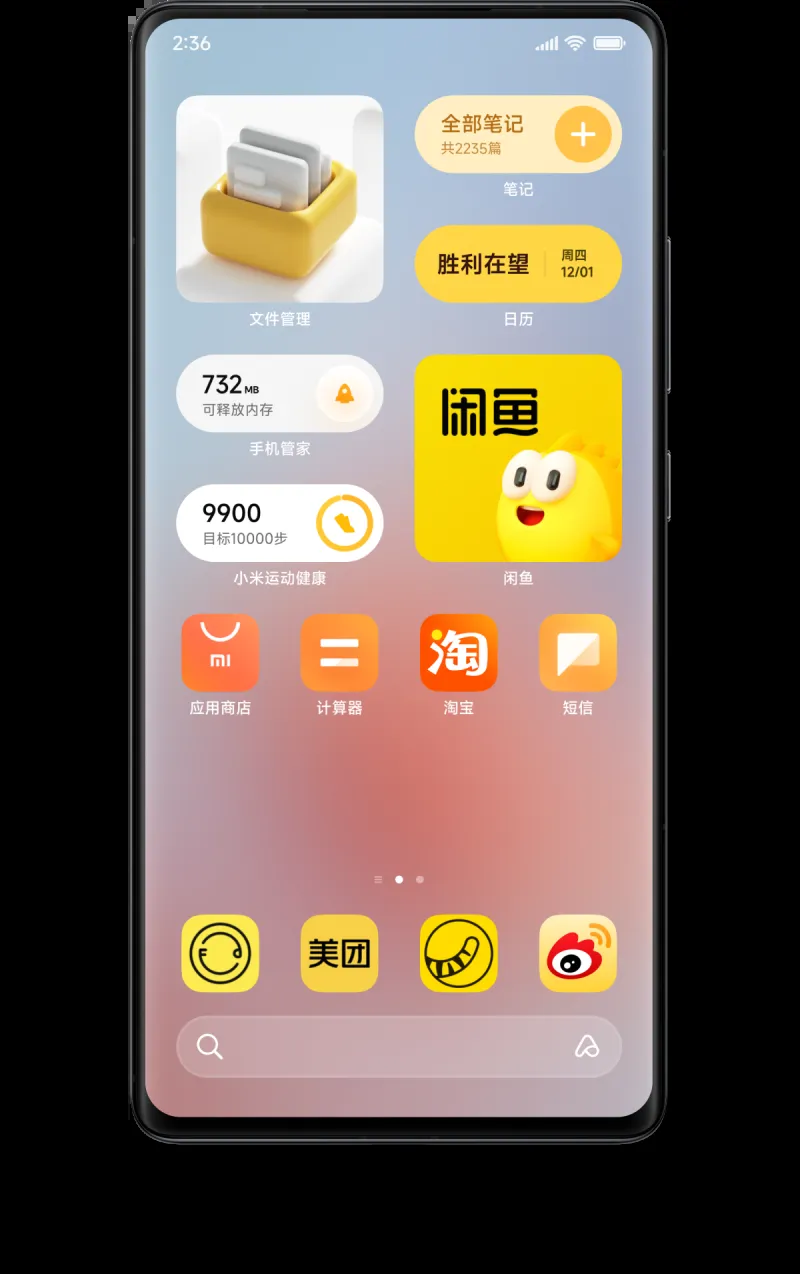 2:36
全部笔记
共2235篇
笔记
文件管理
胜利在望
周四
12/01
日历
732MB
可释放内存
手机管家
闲鱼
闲鱼
9900
目标10000步
小米运动健康
mi
淘
应用商店
计算器
淘宝
短信
美团